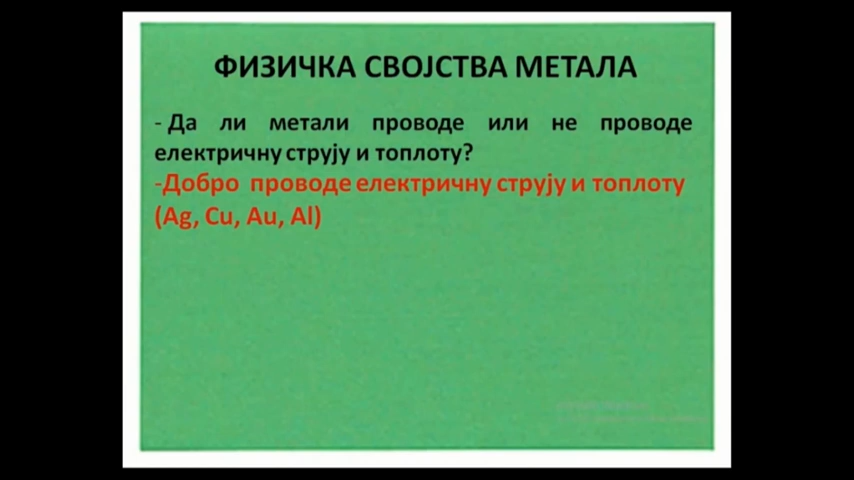 ФИЗИЧКА СВОЈСТВА МЕТАЛА
- Да ли метали проводе или не проводе
електричну струју и топлоту?
-Добро проводе електричну струју и топлоту
(Ag, Cu, Au, Al)